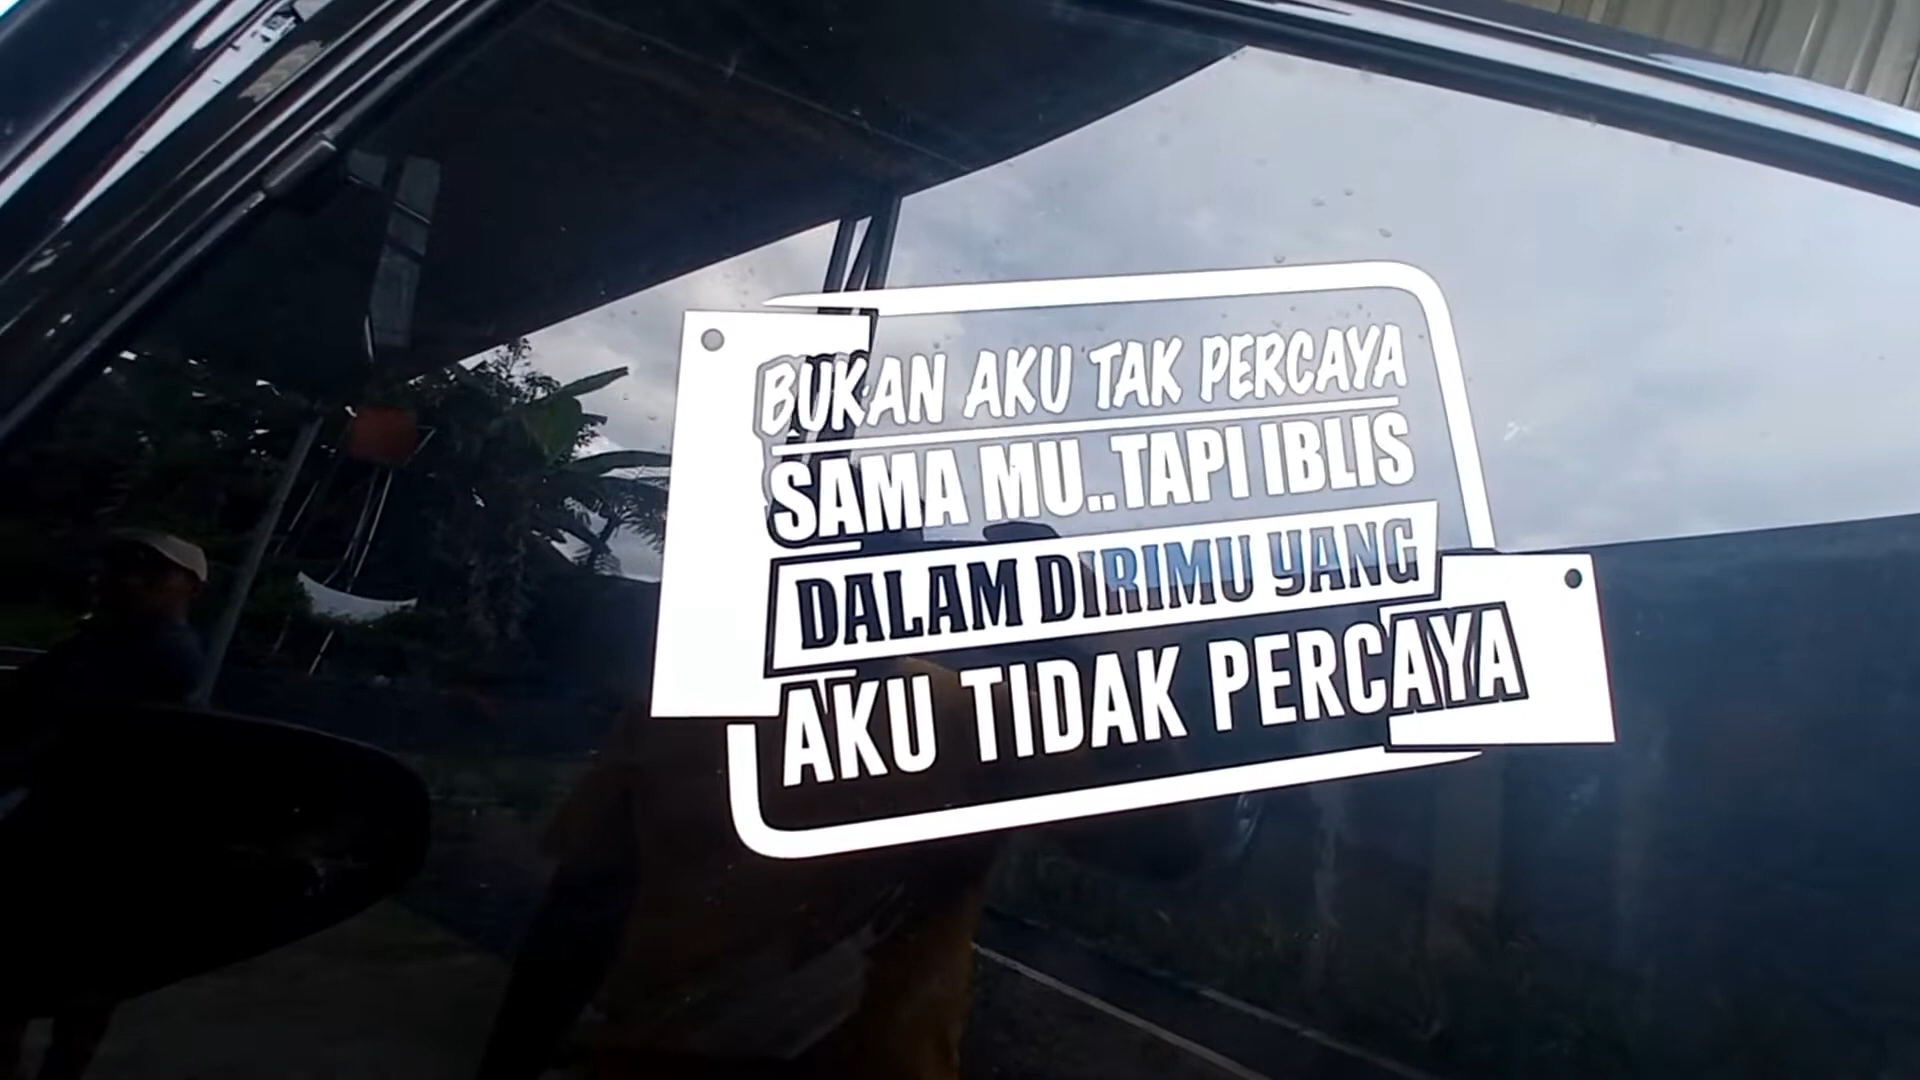 BUKAN AKU TAK PERCAYA
SAMA MU..TAPI IBLIS
DALAM DIRIMU YANG
AKU TIDAK PERCAYA